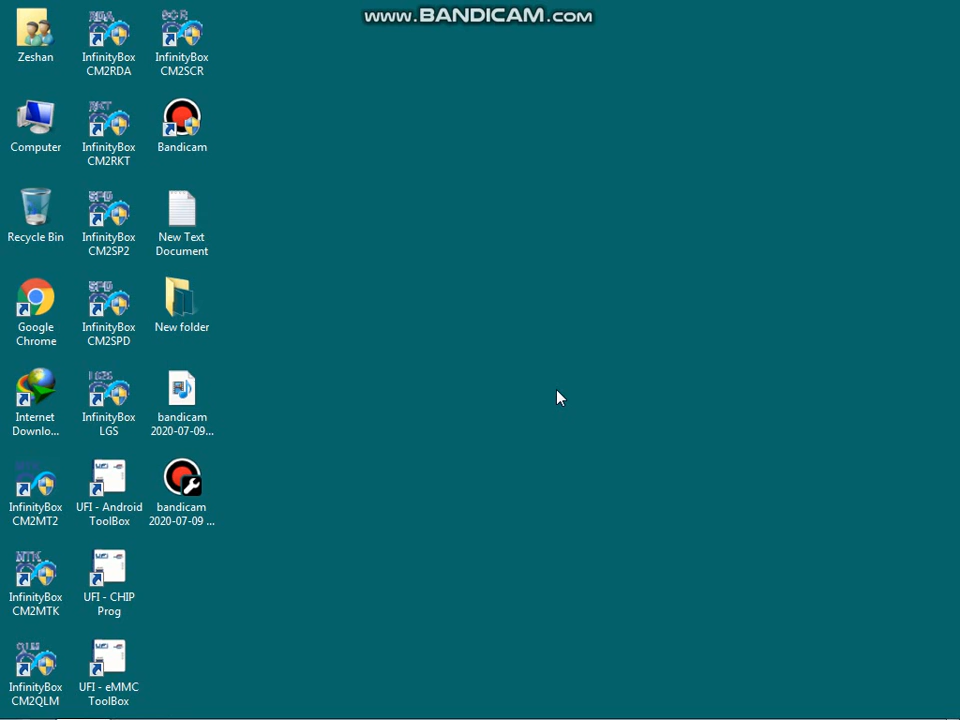 www.BANDICAM.com
Zeshan
InfinityBox
CM2RDA
InfinityBox
CM2SCR
Computer
InfinityBox
CM2RKT
Bandicam
Recycle Bin
InfinityBox
CM2SP2
New Text
Document
Google
Chrome
InfinityBox
CM2SPD
New folder
Internet
Downlo...
InfinityBox
LGS
bandicam
2020-07-09...
InfinityBox
CM2MT2
UFI - Android
ToolBox
bandicam
2020-07-09 ...
InfinityBox
CM2MTK
UFI - CHIP
Prog
InfinityBox
CM2QLM
UFI - eMMC
ToolBox